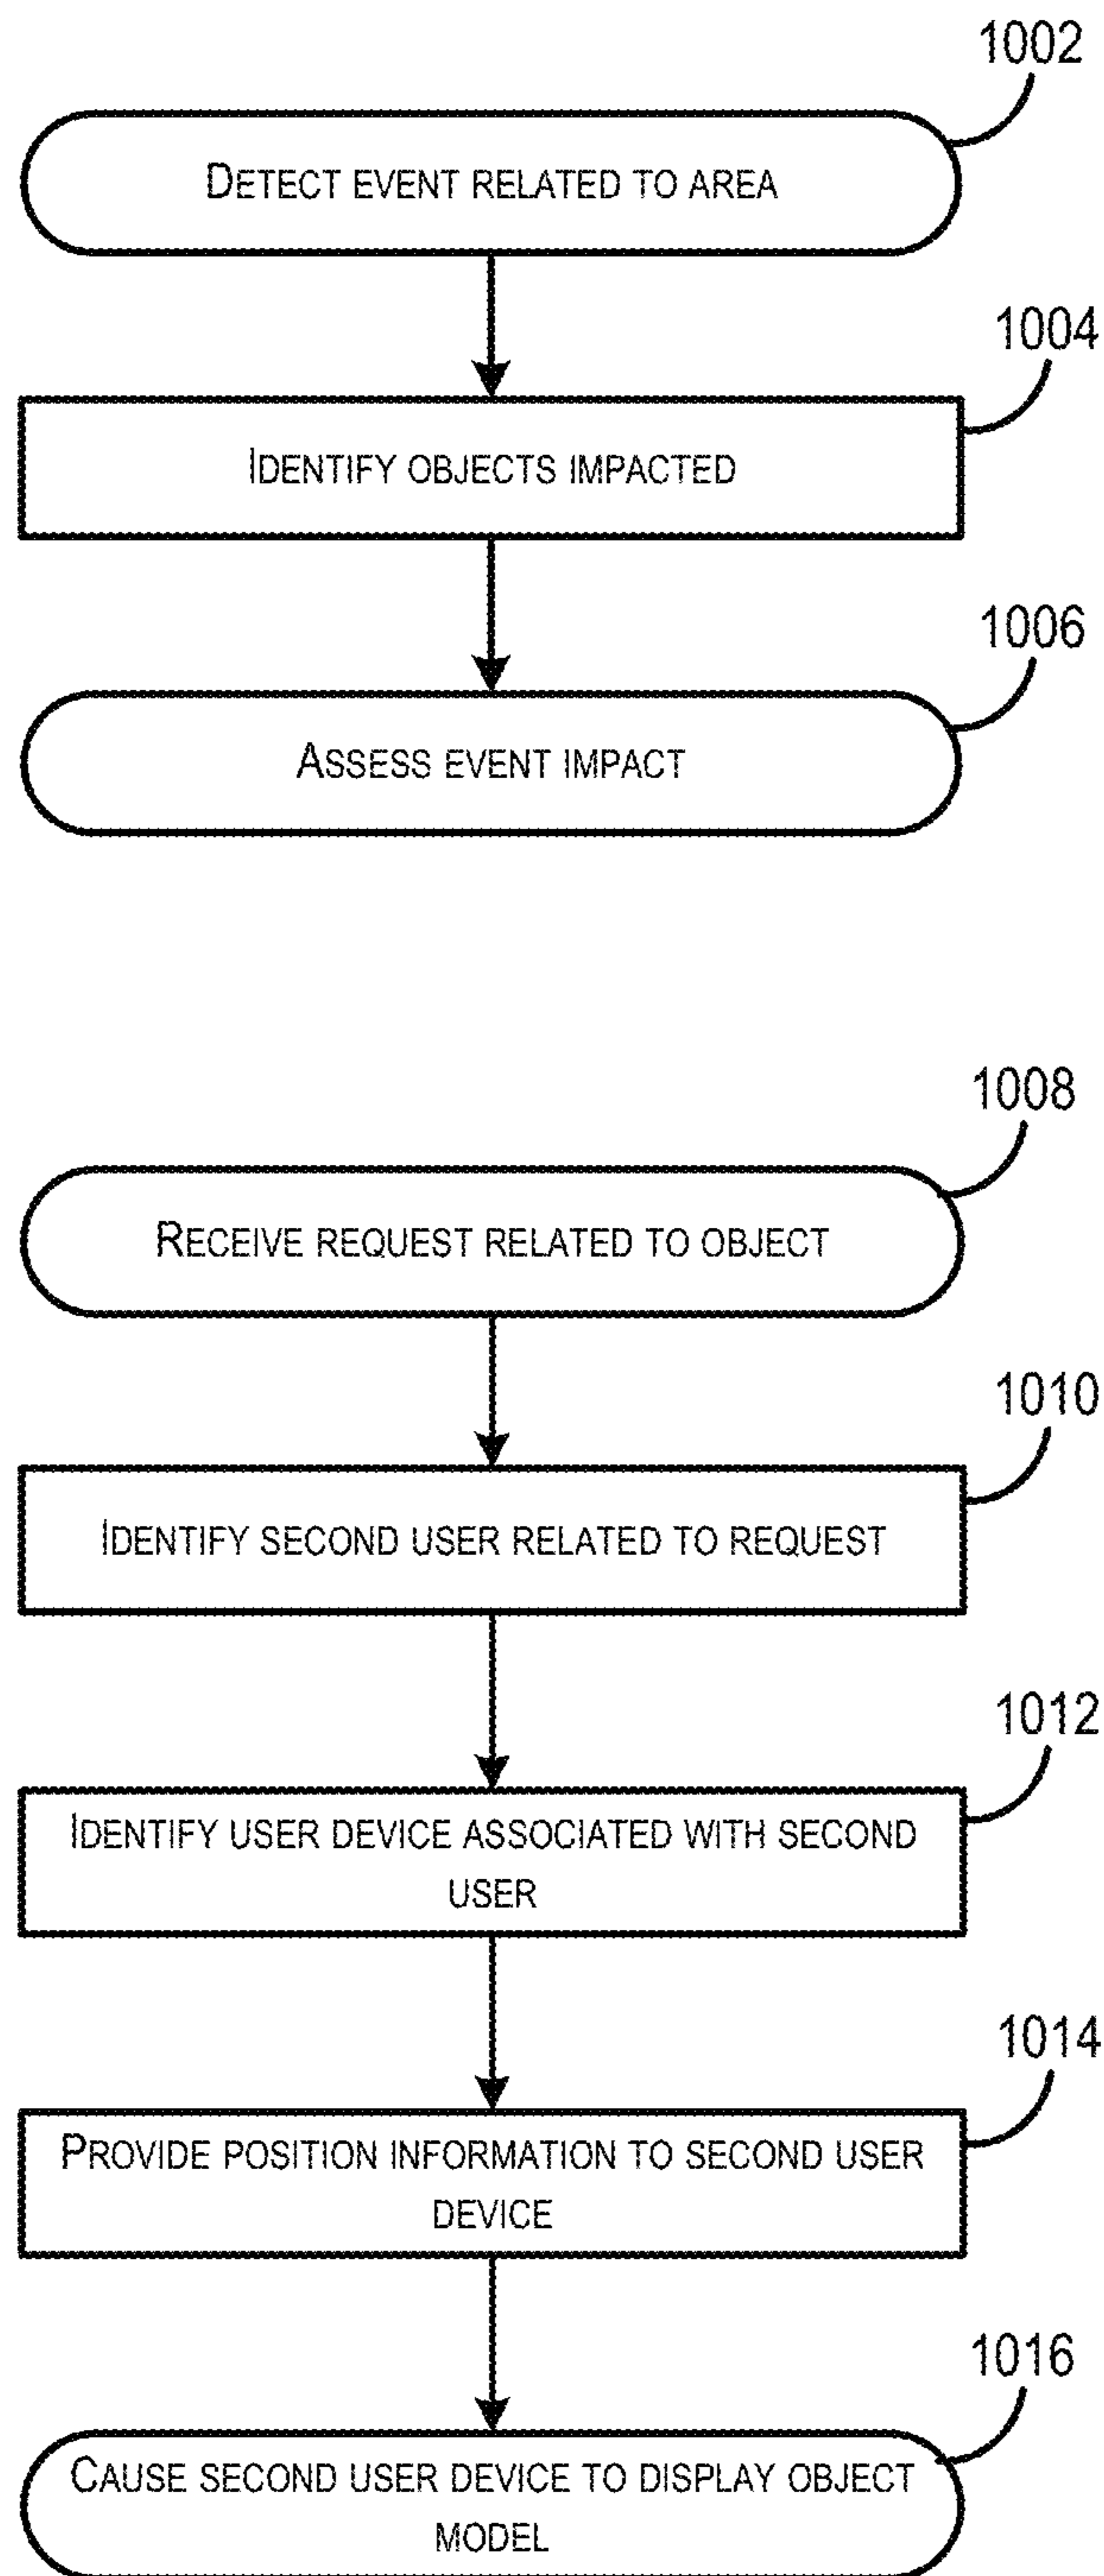 1002
DETECT EVENT RELATED TO AREA
1004
IDENTIFY OBJECTS IMPACTED
1006
ASSESS EVENT IMPACT
1008
RECEIVE REQUEST RELATED TO OBJECT
1010
IDENTIFY SECOND USER RELATED TO REQUEST
1012
IDENTIFY USER DEVICE ASSOCIATED WITH SECOND
USER
1014
PROVIDE POSITION INFORMATION TO SECOND USER
DEVICE
1016
CAUSE SECOND USER DEVICE TO DISPLAY OBJECT
MODEL